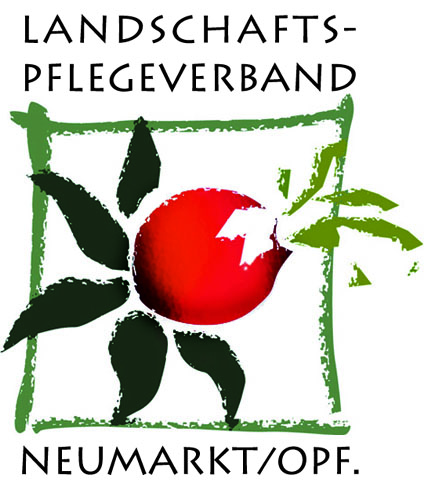 LANDSCHAFTS-
PFLEGEVERBAND
NEUMARKT/OPF.